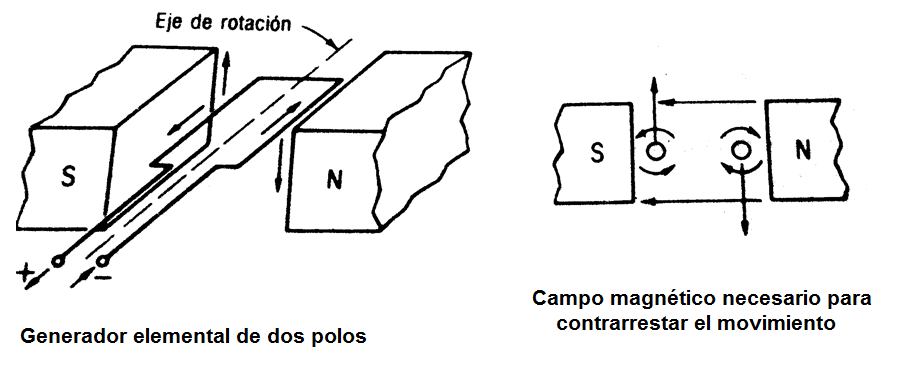 Eje de rotación
S
N
+
−
Generador elemental de dos polos
S
N
Campo magnético necesario para
contrarrestar el movimiento